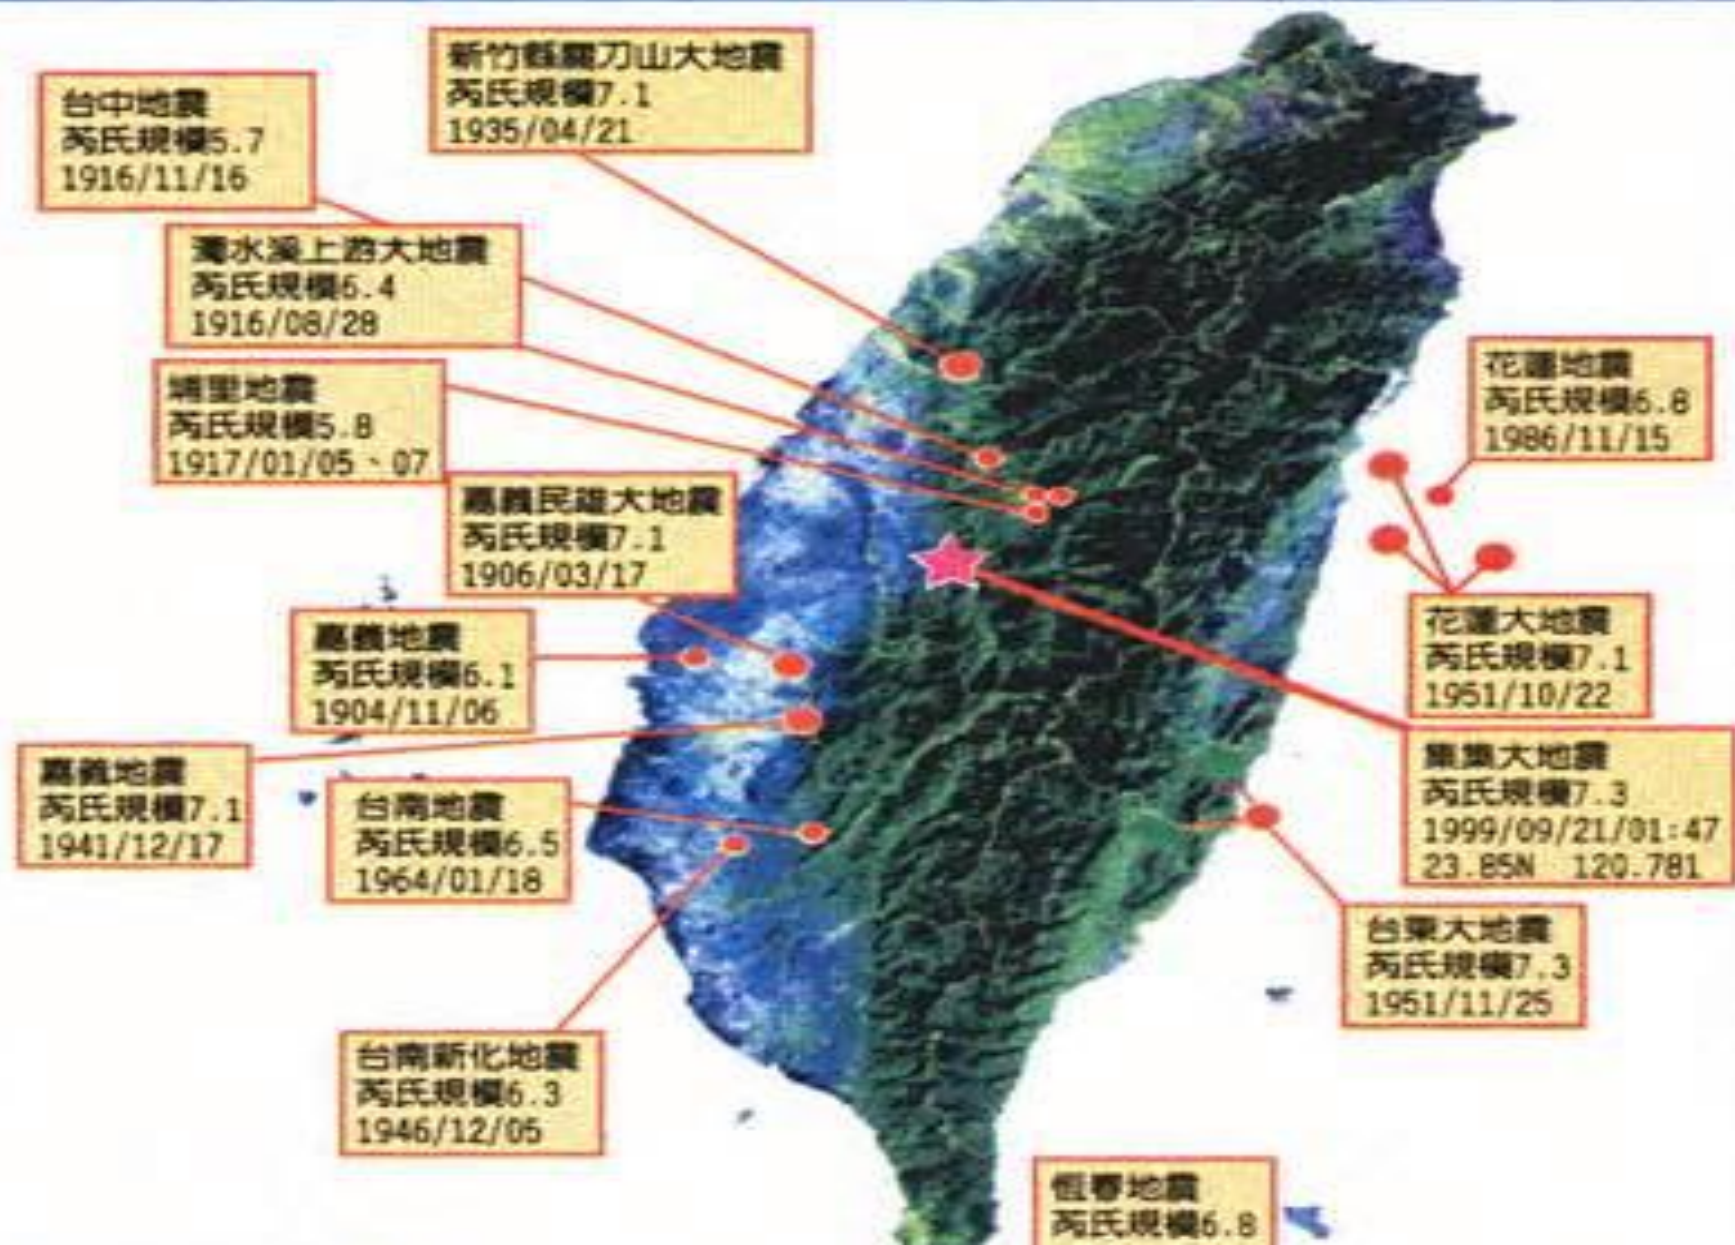 新竹縣關刀山大地震
芮氏規模7.1
1935/04/21
台中地震
芮氏規模5.7
1916/11/16
濁水溪上游大地震
芮氏規模6.4
1916/08/28
埔里地震
芮氏規模5.8
1917/01/05、07
嘉義民雄大地震
芮氏規模7.1
1906/03/17
嘉義地震
芮氏規模6.1
1904/11/06
嘉義地震
芮氏規模7.1
1941/12/17
台南地震
芮氏規模6.5
1964/01/18
台南新化地震
芮氏規模6.3
1946/12/05
花蓮地震
芮氏規模6.8
1986/11/15
花蓮大地震
芮氏規模7.1
1951/10/22
集集大地震
芮氏規模7.3
1999/09/21/01:47
23.85N 120.781
台東大地震
芮氏規模7.3
1951/11/25
恆春地震
芮氏規模6.8